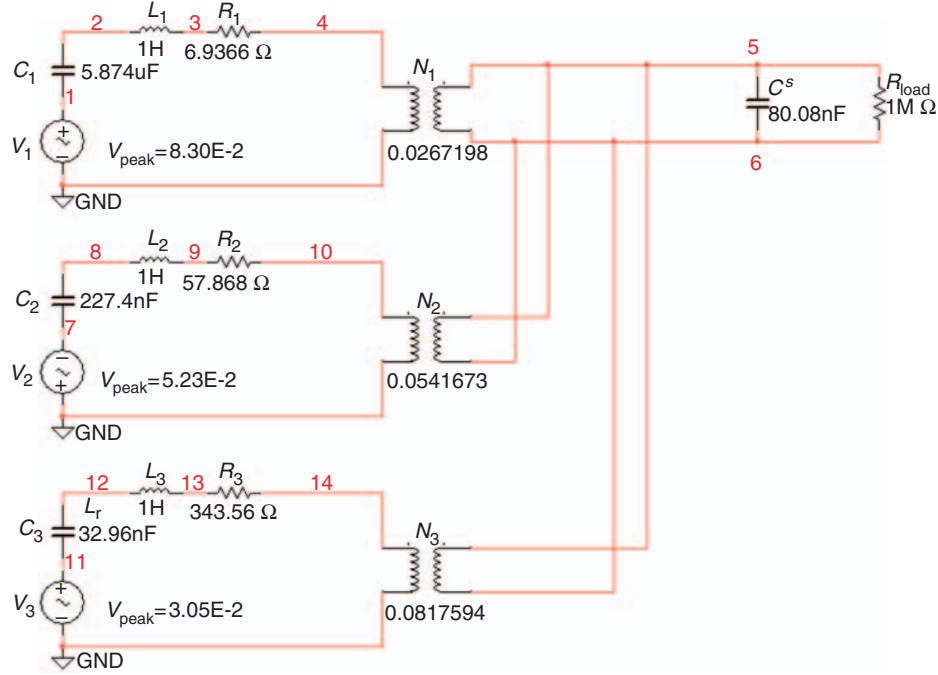 2 L1 3 R1 4
1H 6.9366 Ω
C1 5.874uF
1
V1 + − Vpeak=8.30E-2
GND
N1
0.0267198
5
Cs
80.08nF
Rload
1M Ω
6
8 L2 9 R2 10
1H 57.868 Ω
C2 227.4nF
7
V2 − + Vpeak=5.23E-2
GND
N2
0.0541673
12 L3 13 R3 14
Lr 1H 343.56 Ω
C3 32.96nF
11
V3 + − Vpeak=3.05E-2
GND
N3
0.0817594